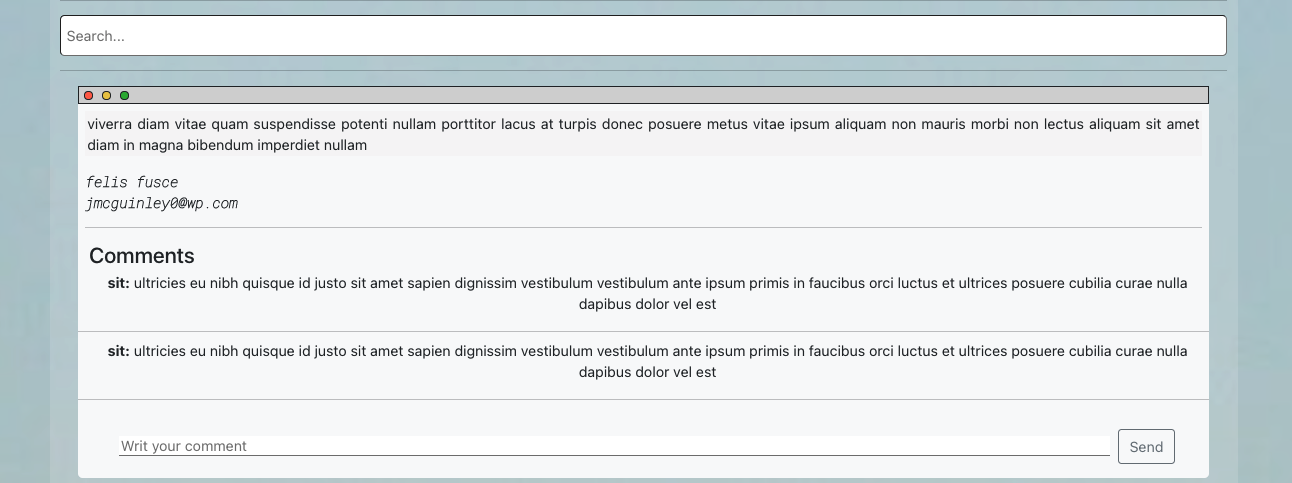 Search...
viverra diam vitae quam suspendisse potenti nullam porttitor lacus at turpis donec posuere metus vitae ipsum aliquam non mauris morbi non lectus aliquam sit amet
diam in magna bibendum imperdiet nullam
felis fusce
jmcguinley0@wp.com
Comments
sit: ultricies eu nibh quisque id justo sit amet sapien dignissim vestibulum vestibulum ante ipsum primis in faucibus orci luctus et ultrices posuere cubilia curae nulla
dapibus dolor vel est
sit: ultricies eu nibh quisque id justo sit amet sapien dignissim vestibulum vestibulum ante ipsum primis in faucibus orci luctus et ultrices posuere cubilia curae nulla
dapibus dolor vel est
Writ your comment
Send